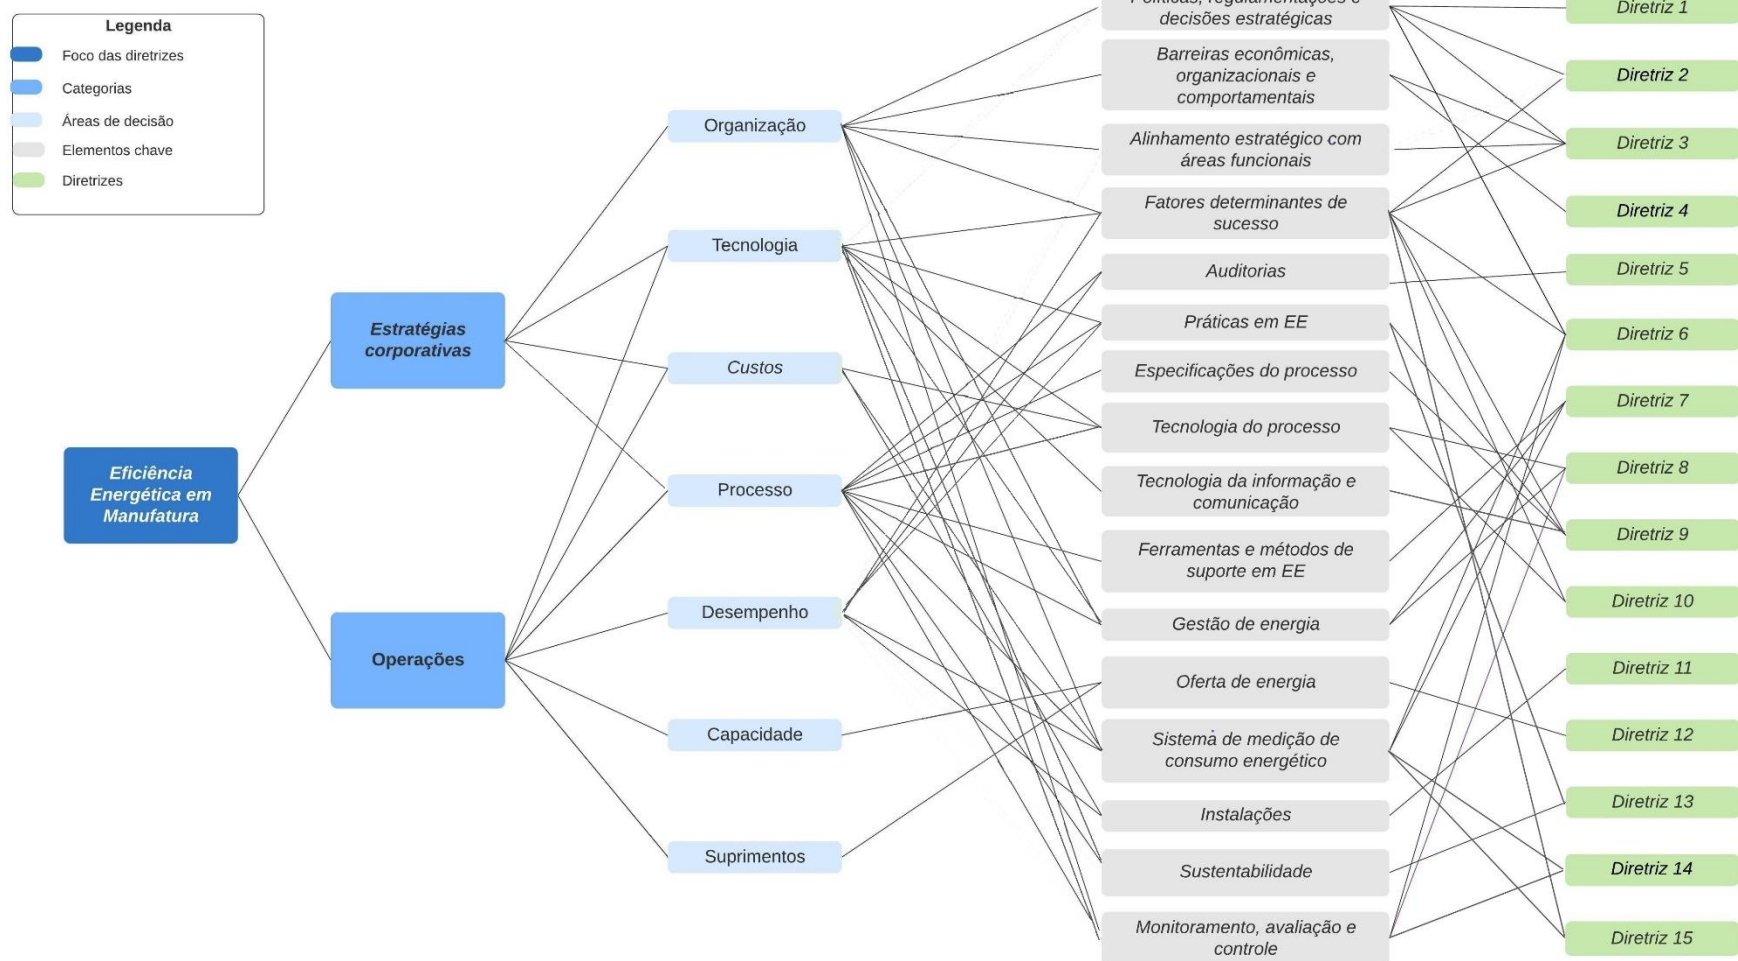 Legenda
Foco das diretrizes
Categorias
Áreas de decisão
Elementos chave
Diretrizes
Eficiência
Energética em
Manufatura
Estratégias
corporativas
Operações
Organização
Tecnologia
Custos
Processo
Desempenho
Capacidade
Suprimentos
Políticas, regulamentações e
decisões estratégicas
Barreiras econômicas,
organizacionais e
comportamentais
Alinhamento estratégico com
áreas funcionais
Fatores determinantes de
sucesso
Auditorias
Práticas em EE
Especificações do processo
Tecnologia do processo
Tecnologia da informação e
comunicação
Ferramentas e métodos de
suporte em EE
Gestão de energia
Oferta de energia
Sistema de medição de
consumo energético
Instalações
Sustentabilidade
Monitoramento, avaliação e
controle
Diretriz 1
Diretriz 2
Diretriz 3
Diretriz 4
Diretriz 5
Diretriz 6
Diretriz 7
Diretriz 8
Diretriz 9
Diretriz 10
Diretriz 11
Diretriz 12
Diretriz 13
Diretriz 14
Diretriz 15